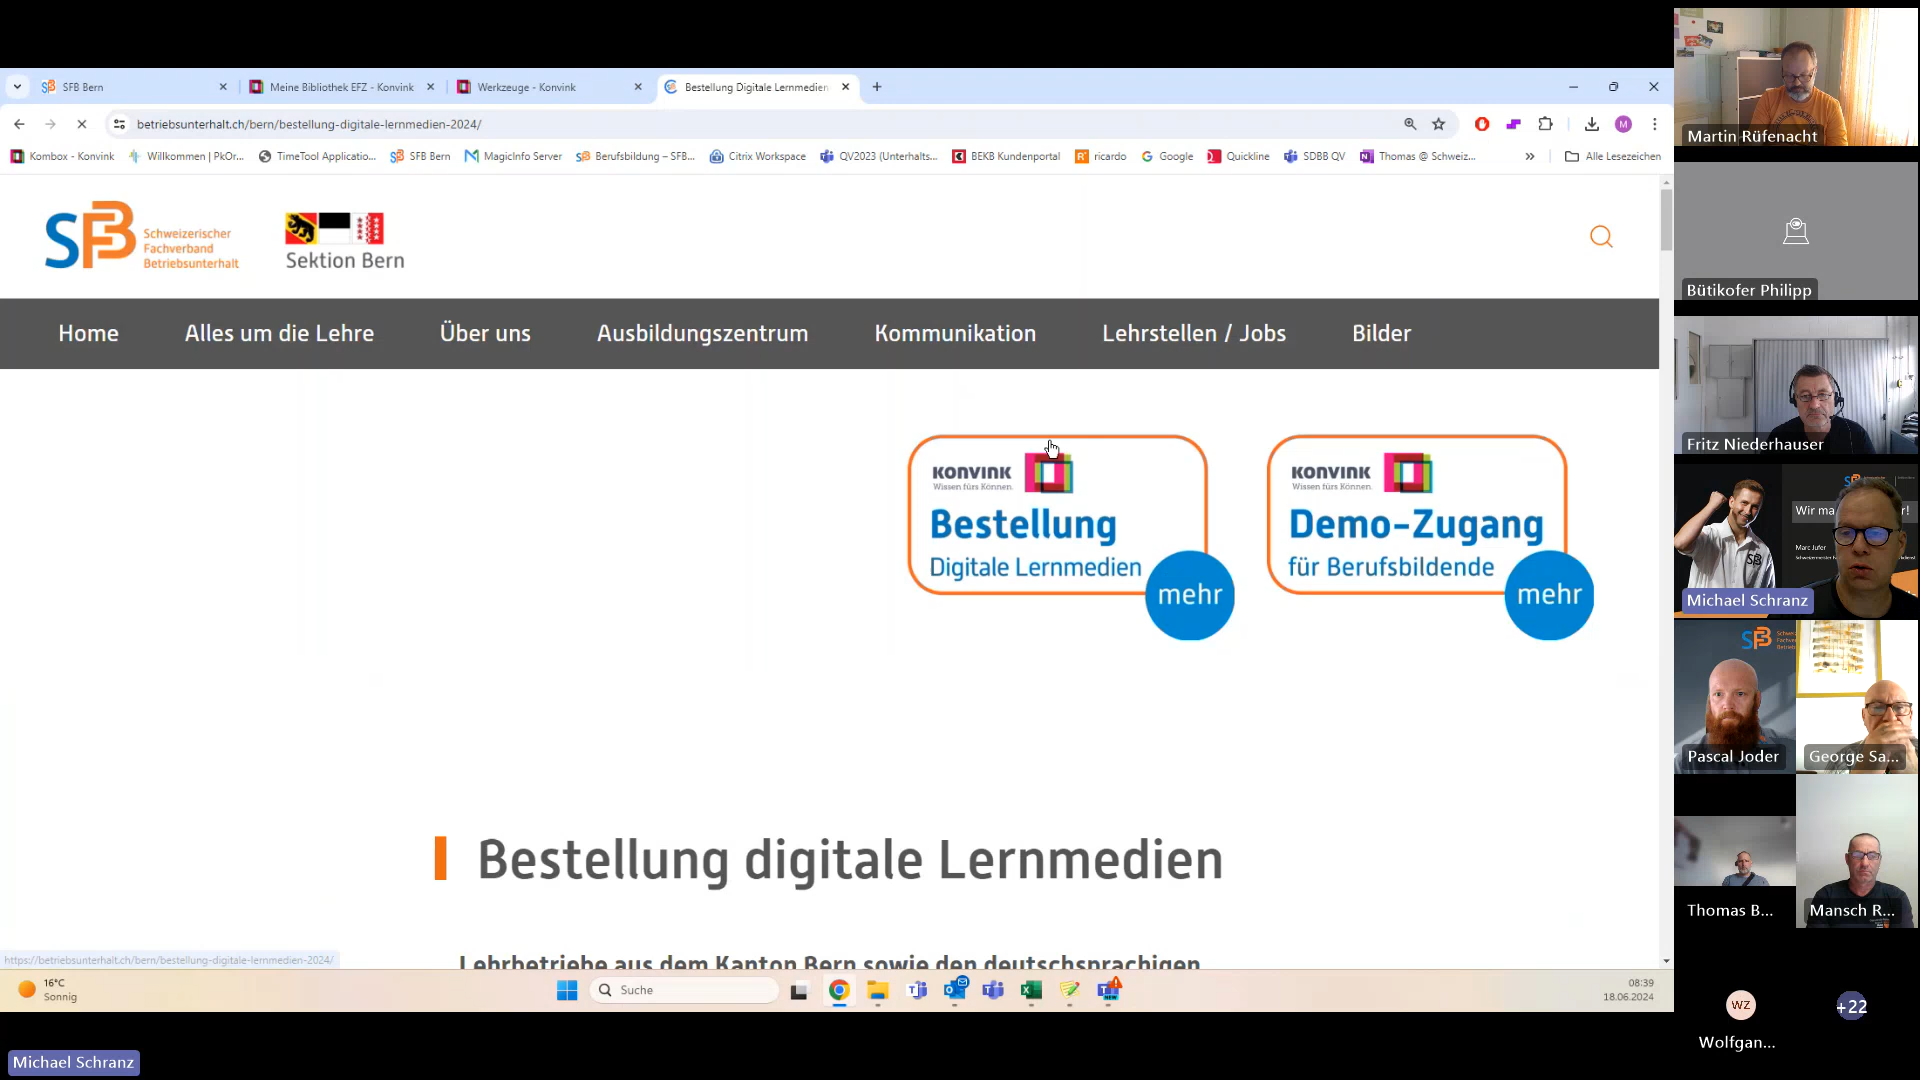 SFB Bern
Meine Bibliothek EFZ - Konvink
Werkzeuge - Konvink
Bestellung Digitale Lernmedien
betriebsunterhalt.ch/bern/bestellung-digitale-lernmedien-2024/
M
Kombox - Konvink
Willkommen | PkOr...
TimeTool Applicatio...
SFB Bern
MagicInfo Server
Berufsbildung – SFB...
Citrix Workspace
QV2023 (Unterhalts...
BEKB Kundenportal
ricardo
Google
Quickline
SDBB QV
Thomas @ Schweiz...
Alle Lesezeichen
SFB
Schweizerischer
Fachverband
Betriebsunterhalt
Sektion Bern
Home
Alles um die Lehre
Über uns
Ausbildungszentrum
Kommunikation
Lehrstellen / Jobs
Bilder
KONVINK
Wissen fürs Können.
Bestellung
Digitale Lernmedien
mehr
KONVINK
Wissen fürs Können.
Demo-Zugang
für Berufsbildende
mehr
Bestellung digitale Lernmedien
Lehrbetriebe aus dem Kanton Bern sowie den deutschsprachigen
https://betriebsunterhalt.ch/bern/bestellung-digitale-lernmedien-2024/
16°C
Sonnig
Suche
08:39
18.06.2024
Michael Schranz
Martin Rüfenacht
Bütikofer Philipp
Fritz Niederhauser
Wir ma
Marc Jufer
Michael Schranz
Pascal Joder
George Sa...
Thomas B...
Mansch R...
WZ
Wolfgan...
+22